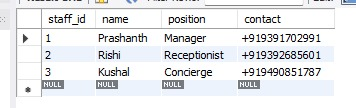 staff_id name position contact
1 Prashanth Manager +919391702991
2 Rishi Receptionist +919392685601
3 Kushal Concierge +919490851787
NULL NULL NULL NULL